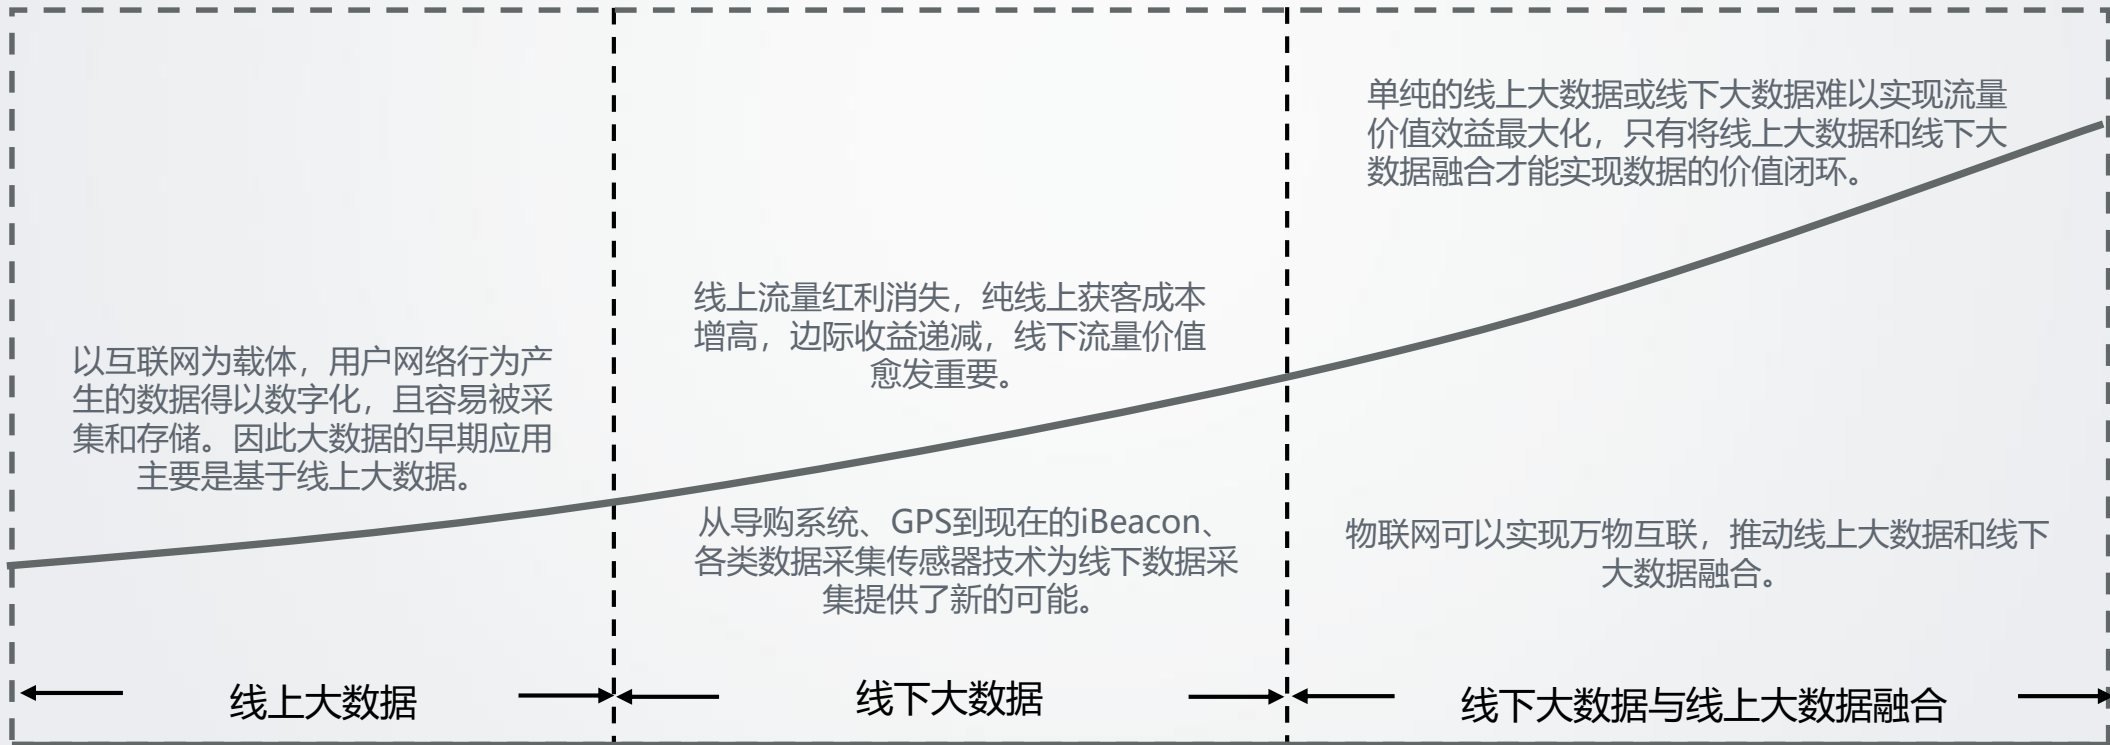 以互联网为载体，用户网络行为产
生的数据得以数字化，且容易被采
集和存储。因此大数据的早期应用
主要是基于线上大数据。
线上大数据
线上流量红利消失，纯线上获客成本
增高，边际收益递减，线下流量价值
愈发重要。
从导购系统、GPS到现在的iBeacon、
各类数据采集传感器技术为线下数据采
集提供了新的可能。
线下大数据
单纯的线上大数据或线下大数据难以实现流量
价值效益最大化，只有将线上大数据和线下大
数据融合才能实现数据的价值闭环。
物联网可以实现万物互联，推动线上大数据和线下
大数据融合。
线下大数据与线上大数据融合